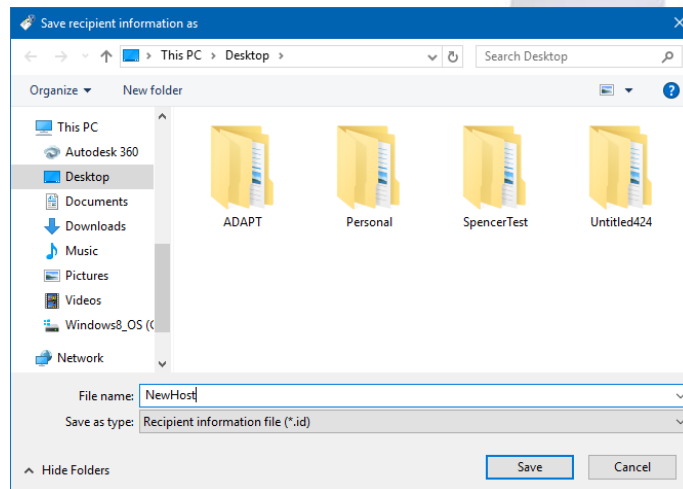 Save recipient information as
This PC > Desktop >
Search Desktop
Organize
New folder
This PC
Autodesk 360
Desktop
Documents
Downloads
Music
Pictures
Videos
Windows8_OS (C
Network
ADAPT
Personal
SpencerTest
Untitled424
File name: NewHost
Save as type: Recipient information file (*.id)
Hide Folders
Save
Cancel